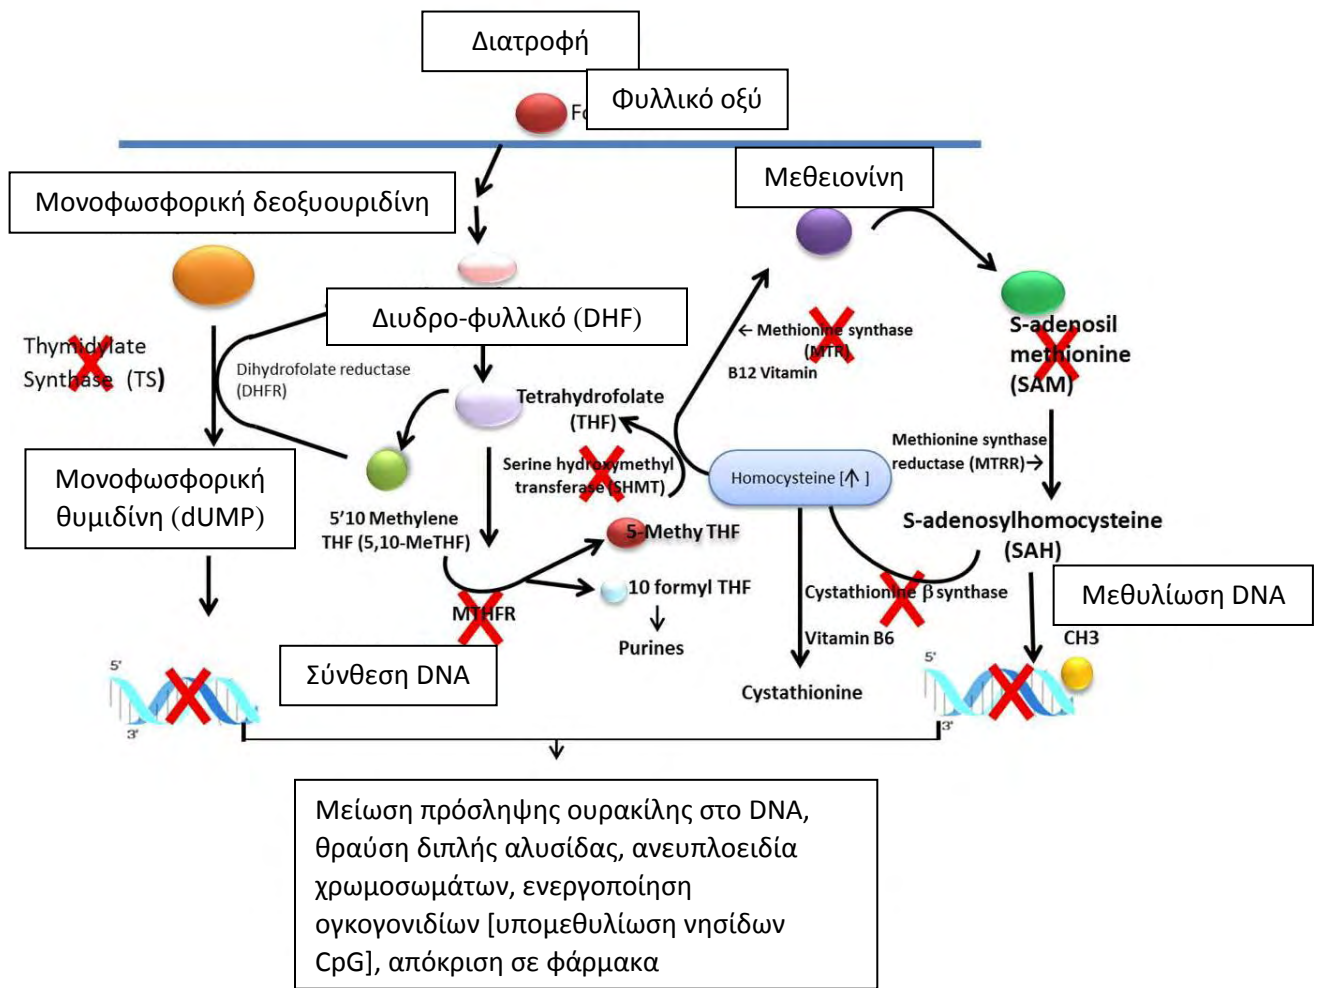 Διατροφή
Φυλλικό οξύ
Μονοφωσφορική δεοξυουριδίνη
Μεθειονίνη
Thymidylate
Synthase (TS)
Dihydrofolate reductase
(DHFR)
Διυδρο-φυλλικό (DHF)
← Methionine synthase
(MTR)
B12 Vitamin
S-adenosil
methionine
(SAM)
Tetrahydrofolate
(THF)
Μονοφωσφορική
θυμιδίνη (dUMP)
Serine hydroxymethyl
transferase (SHMT)
Homocysteine [↑]
Methionine synthase
reductase (MTRR)→
5'10 Methylene
THF (5,10-MeTHF)
5-Methy THF
S-adenosylhomocysteine
(SAH)
10 formyl THF
MTHFR
Purines
Cystathionine β synthase
Vitamin B6
Cystathionine
Μεθυλίωση DNA
CH3
Σύνθεση DNA
5'
3'
5'
3'
Μείωση πρόσληψης ουρακίλης στο DNA,
θραύση διπλής αλυσίδας, ανευπλοειδία
χρωμοσωμάτων, ενεργοποίηση
ογκογονιδίων [υπομεθυλίωση νησίδων
CpG], απόκριση σε φάρμακα